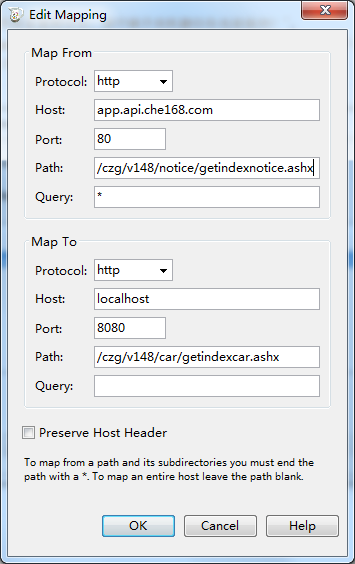 Edit Mapping
Map From
Protocol: http
Host: app.api.che168.com
Port: 80
Path: /czg/v148/notice/getindexnotice.ashx
Query: *
Map To
Protocol: http
Host: localhost
Port: 8080
Path: /czg/v148/car/getindexcar.ashx
Query:
Preserve Host Header
To map from a path and its subdirectories you must end the
path with a *. To map an entire host leave the path blank.
OK Cancel Help